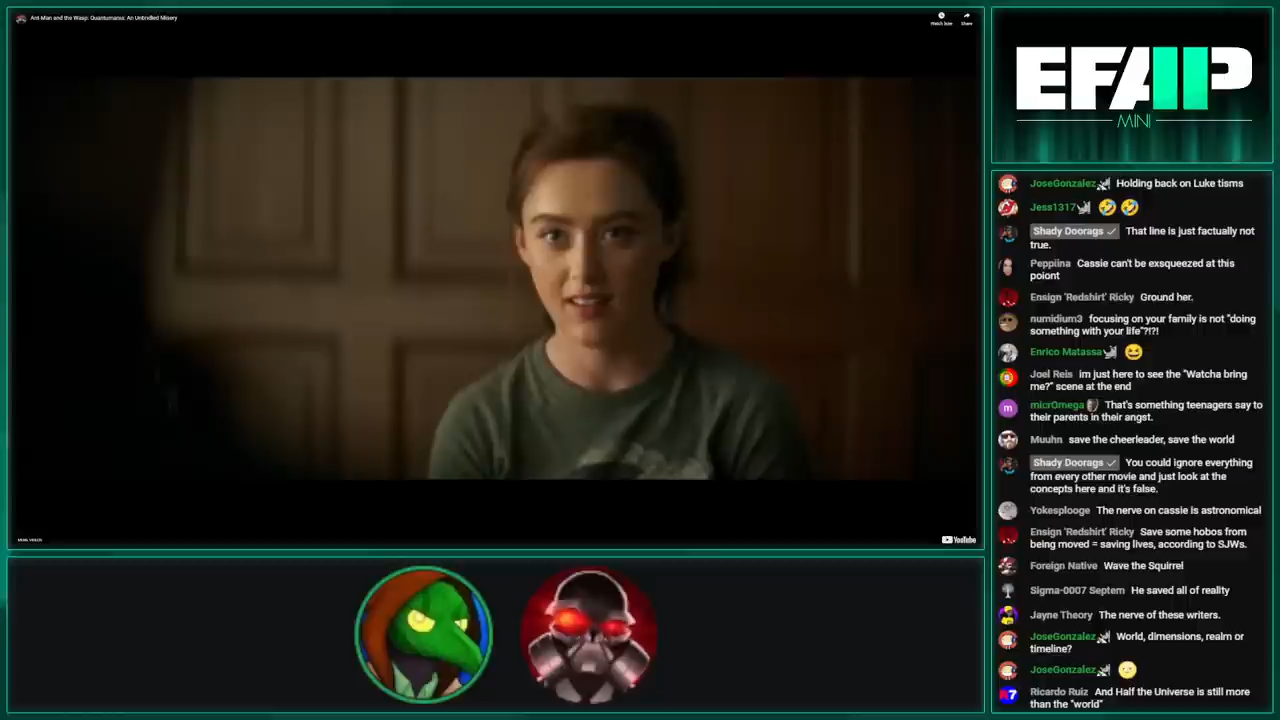 Ant-Man and the Wasp: Quantumania: An Unbridled Misery
Watch later
Share
EFAP
MINI
JoseGonzalez Holding back on Luke tisms
Jess1317
Shady Doorags ✓ That line is just factually not
true.
Peppiina Cassie can't be exsqueezed at this
poiont
Ensign 'Redshirt' Ricky Ground her.
numidium3 focusing on your family is not "doing
something with your life"?!?!
Enrico Matassa
Joel Reis im just here to see the "Watcha bring
me?" scene at the end
m
micr0mega That's something teenagers say to
their parents in their angst.
Muuhn save the cheerleader, save the world
Shady Doorags ✓ You could ignore everything
from every other movie and just look at the
concepts here and it's false.
Yokesplooge The nerve on cassie is astronomical
Ensign 'Redshirt' Ricky Save some hobos from
being moved = saving lives, according to SJWs.
Foreign Native Wave the Squirrel
Sigma-0007 Septem He saved all of reality
Jayne Theory The nerve of these writers.
JoseGonzalez World, dimensions, realm or
timeline?
JoseGonzalez
Ricardo Ruiz And Half the Universe is still more
than the "world"
MORE VIDEOS
YouTube